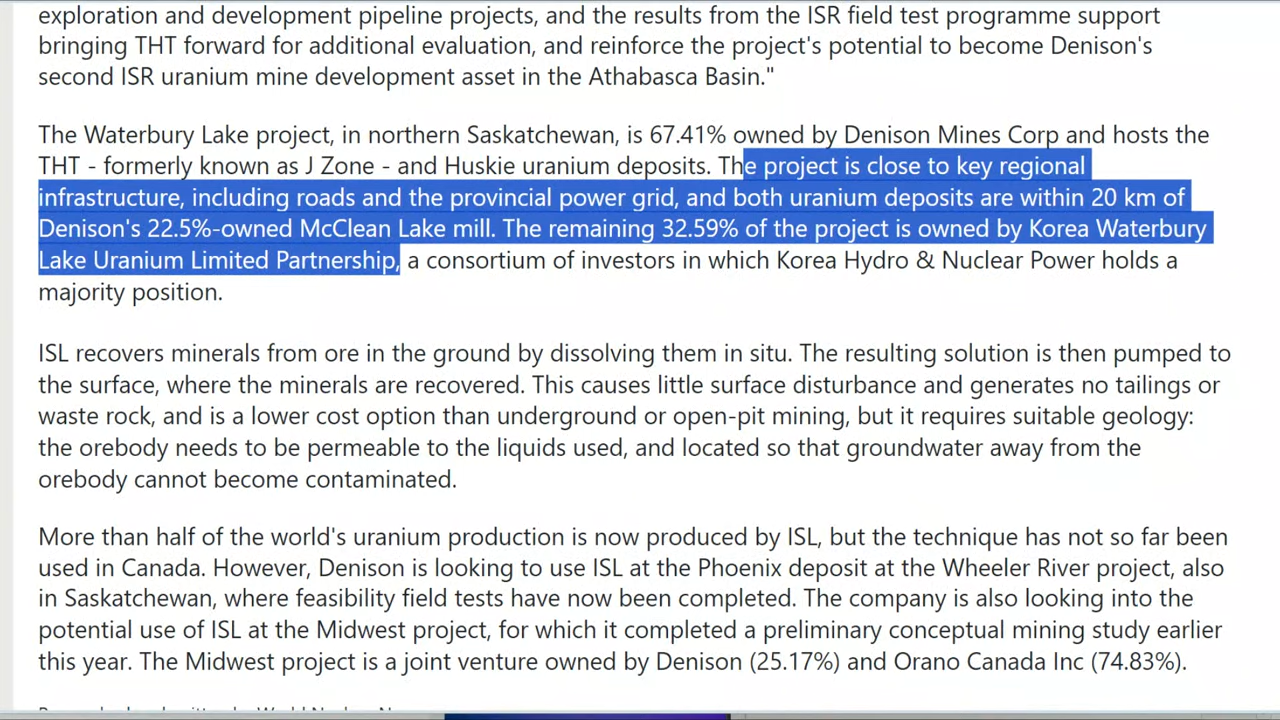 exploration and development pipeline projects, and the results from the ISR field test programme support
bringing THT forward for additional evaluation, and reinforce the project's potential to become Denison's
second ISR uranium mine development asset in the Athabasca Basin."
The Waterbury Lake project, in northern Saskatchewan, is 67.41% owned by Denison Mines Corp and hosts the
THT - formerly known as J Zone - and Huskie uranium deposits. The project is close to key regional
infrastructure, including roads and the provincial power grid, and both uranium deposits are within 20 km of
Denison's 22.5%-owned McClean Lake mill. The remaining 32.59% of the project is owned by Korea Waterbury
Lake Uranium Limited Partnership, a consortium of investors in which Korea Hydro & Nuclear Power holds a
majority position.
ISL recovers minerals from ore in the ground by dissolving them in situ. The resulting solution is then pumped to
the surface, where the minerals are recovered. This causes little surface disturbance and generates no tailings or
waste rock, and is a lower cost option than underground or open-pit mining, but it requires suitable geology:
the orebody needs to be permeable to the liquids used, and located so that groundwater away from the
orebody cannot become contaminated.
More than half of the world's uranium production is now produced by ISL, but the technique has not so far been
used in Canada. However, Denison is looking to use ISL at the Phoenix deposit at the Wheeler River project, also
in Saskatchewan, where feasibility field tests have now been completed. The company is also looking into the
potential use of ISL at the Midwest project, for which it completed a preliminary conceptual mining study earlier
this year. The Midwest project is a joint venture owned by Denison (25.17%) and Orano Canada Inc (74.83%).